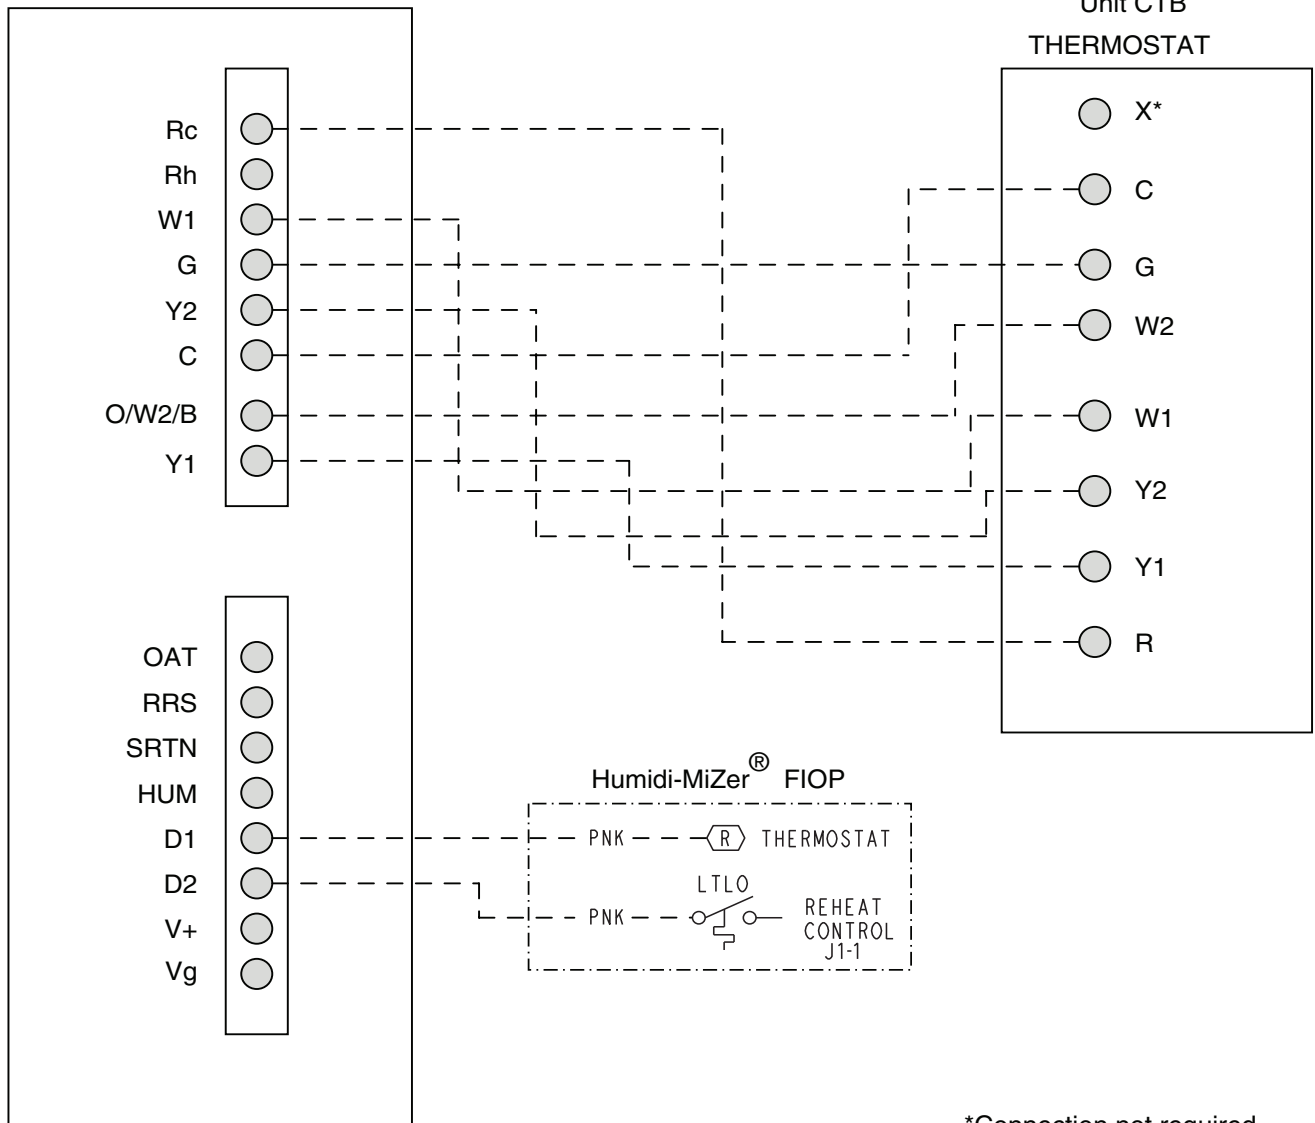 Unit CTB
THERMOSTAT
Rc
Rh
W1
G
Y2
C
O/W2/B
Y1
X*
C
G
W2
W1
Y2
Y1
R
OAT
RRS
SRTN
HUM
D1
D2
V+
Vg
Humidi-MiZer® FIOP
PNK R THERMOSTAT
LTLO
PNK
REHEAT
CONTROL
J1-1
*Connection not required